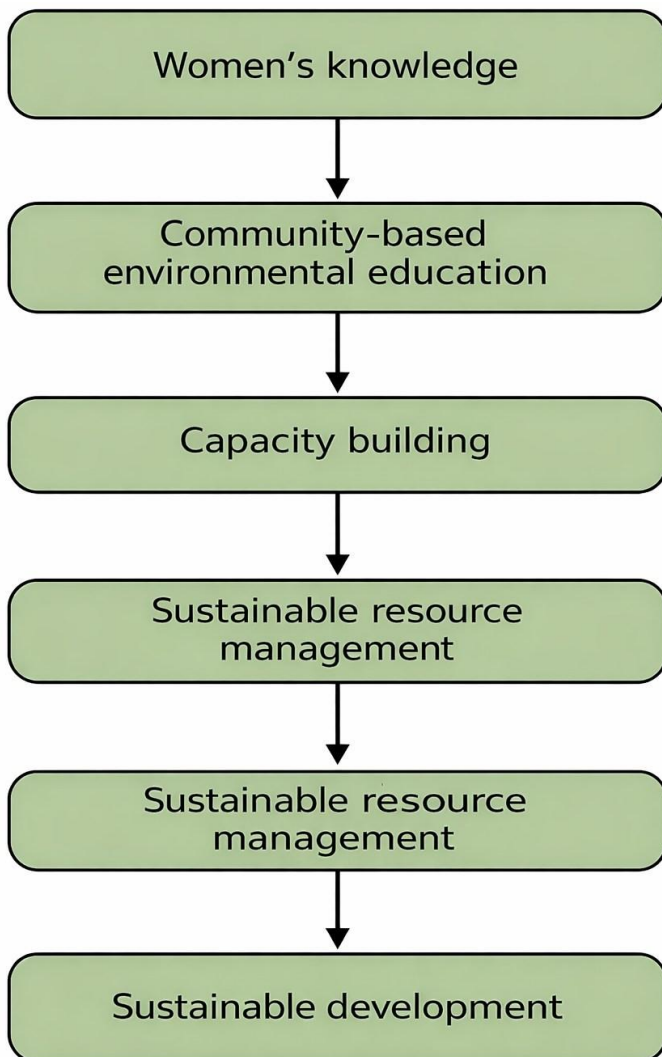 Women’s knowledge
Community-based
environmental education
Capacity building
Sustainable resource
management
Sustainable resource
management
Sustainable development